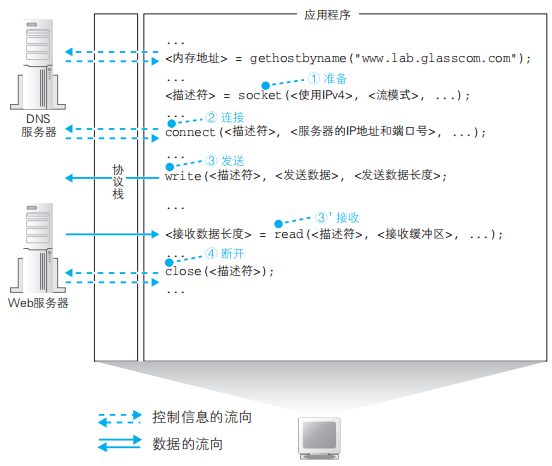 应用程序
...
<内存地址> = gethostbyname("www.lab.glasscom.com");
...
① 准备
<描述符> = socket(<使用IPv4>, <流模式>, ...);
DNS
服务器
...
② 连接
connect(<描述符>, <服务器的IP地址和端口号>, ...);
...
③ 发送
协议栈
write(<描述符>, <发送数据>, <发送数据长度>);
...
③' 接收
<接收数据长度> = read(<描述符>, <接收缓冲区>, ...);
...
④ 断开
close(<描述符>);
...
Web服务器
控制信息的流向
数据的流向